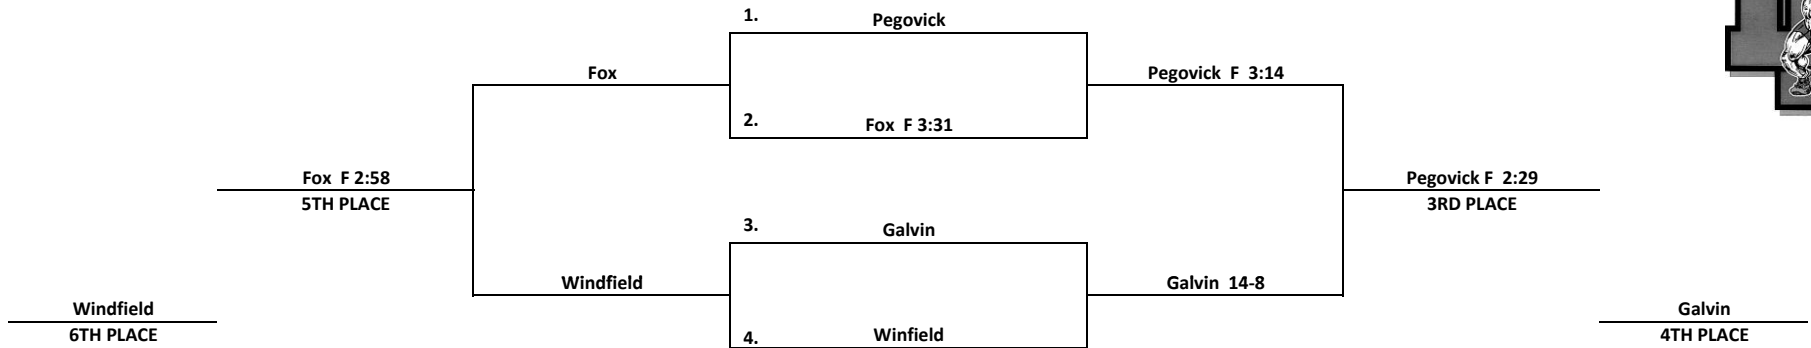 1. Pegovick
Fox
Pegovick F 3:14
2. Fox F 3:31
Fox F 2:58
5TH PLACE
Pegovick F 2:29
3RD PLACE
3. Galvin
Windfield
Galvin 14-8
Windfield
6TH PLACE
4. Winfield
Galvin
4TH PLACE